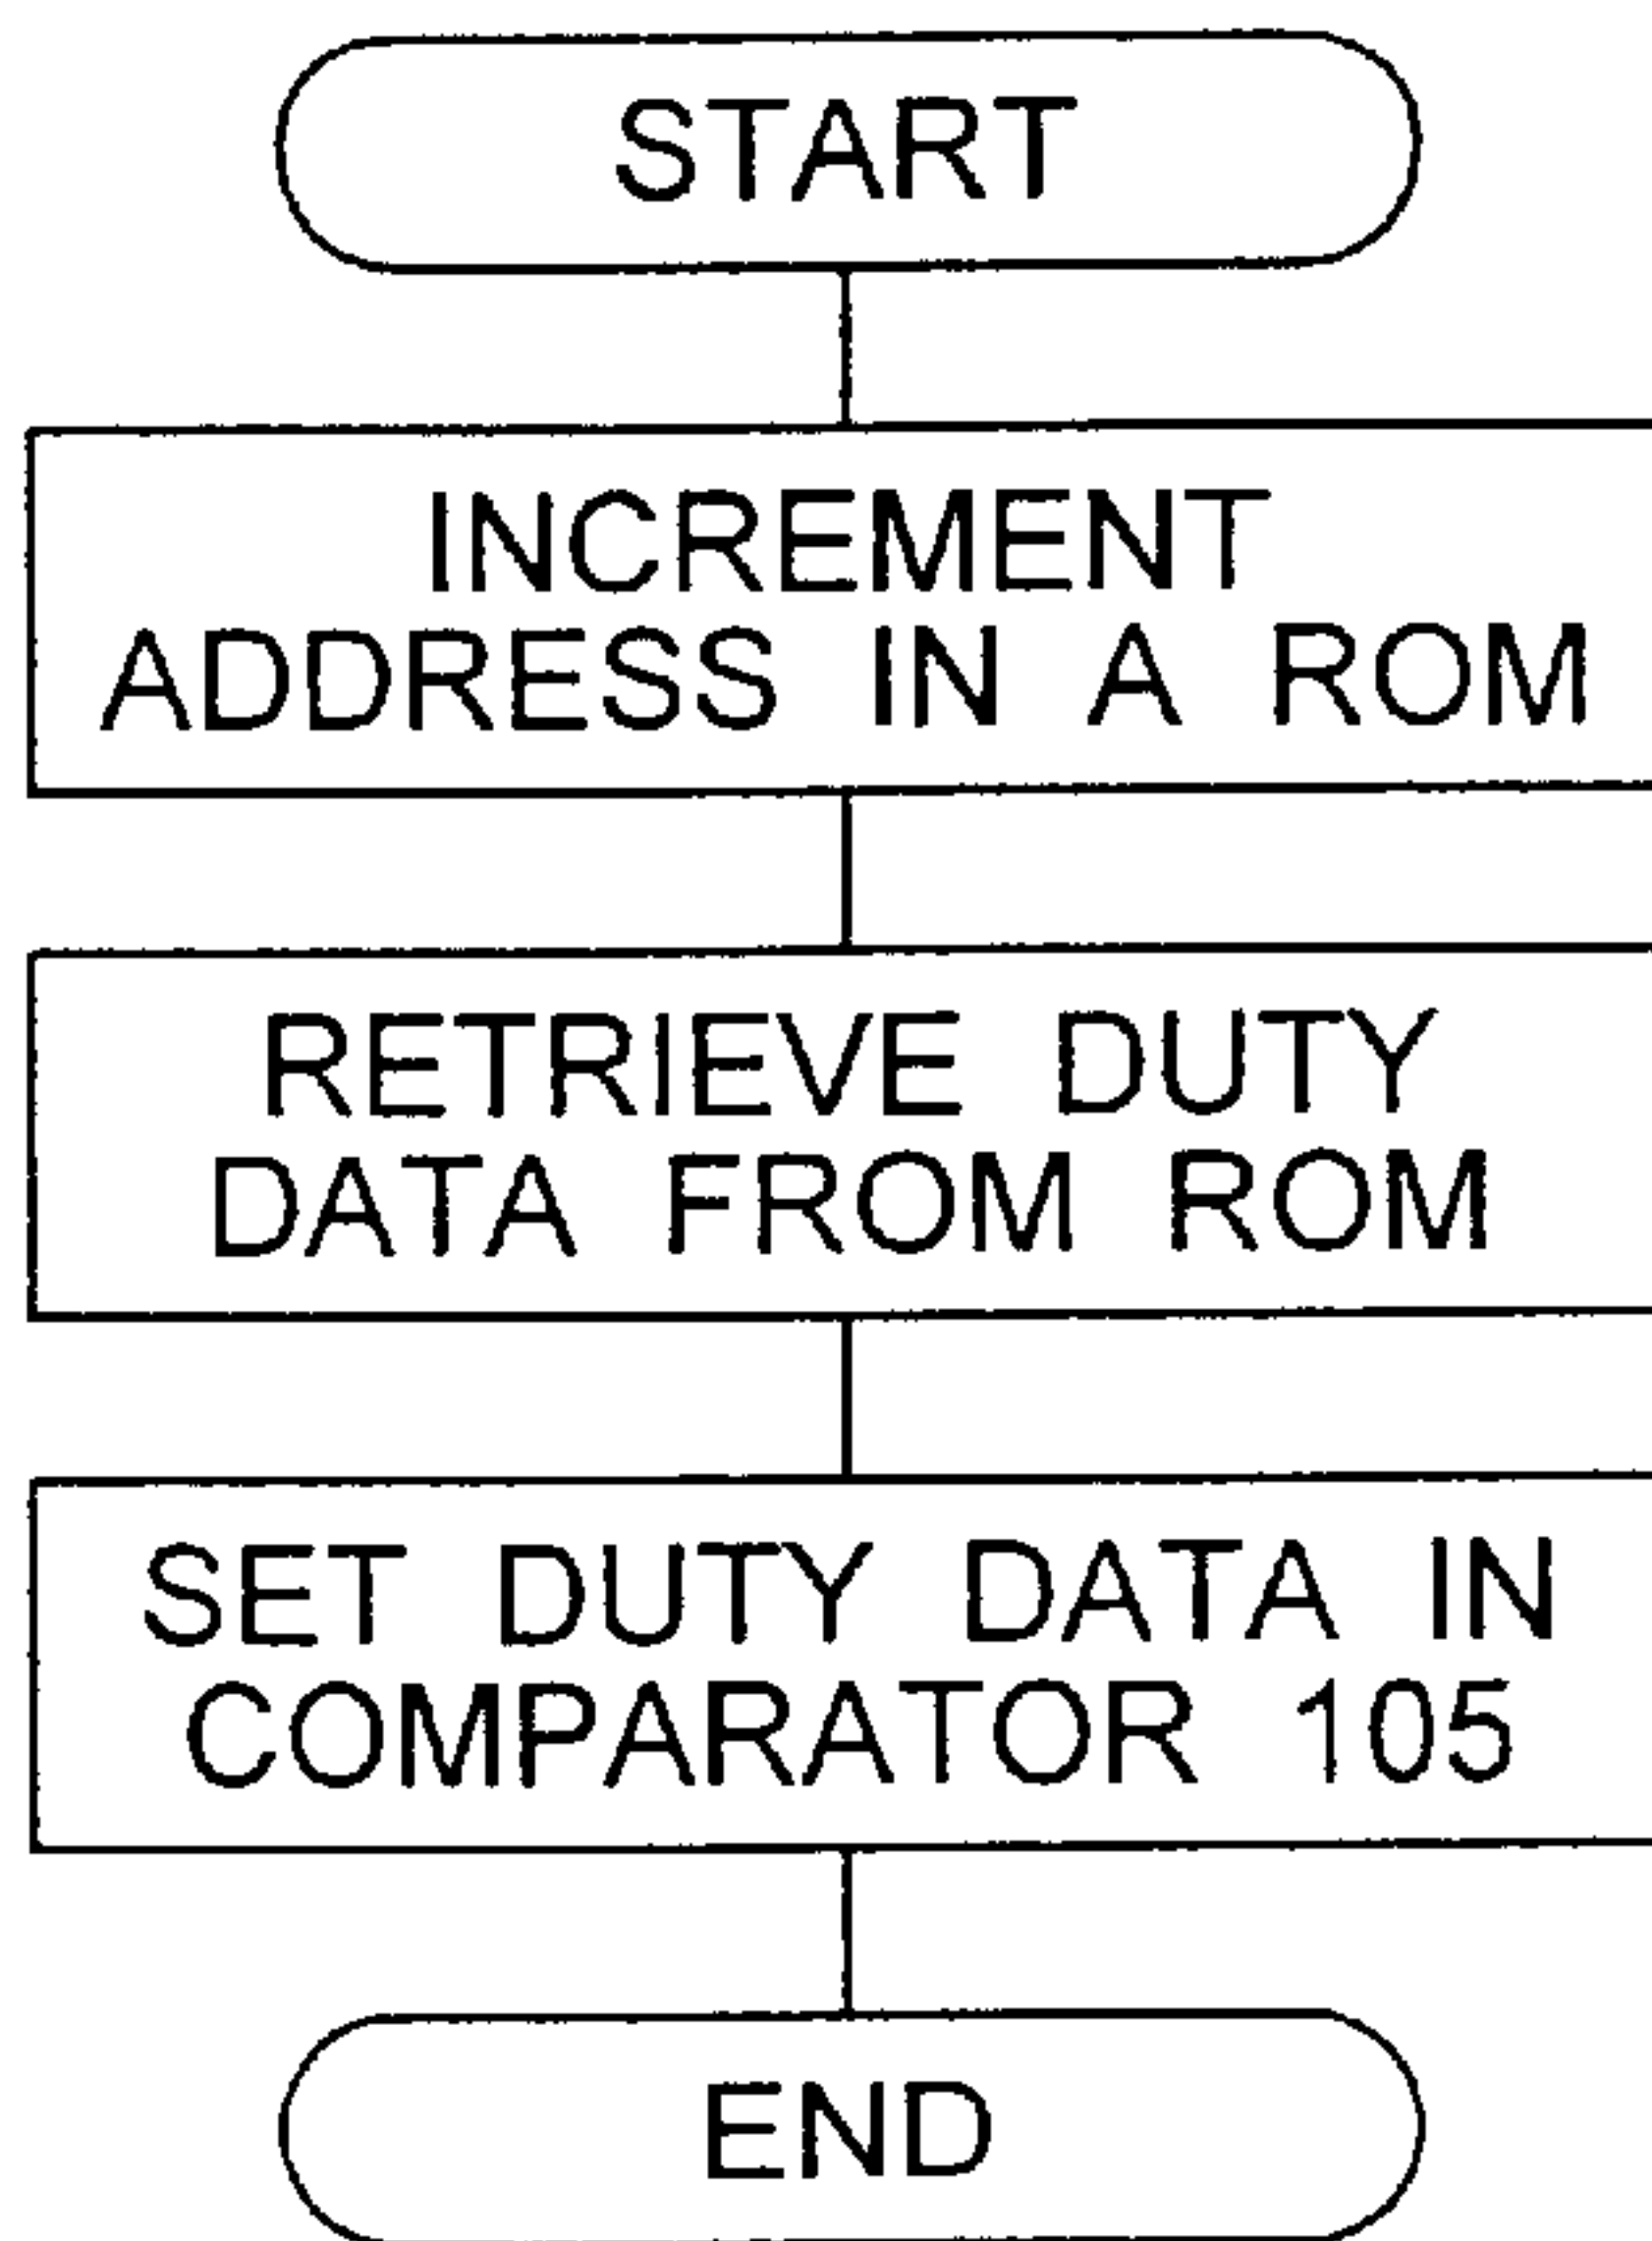 START
INCREMENT
ADDRESS IN A ROM
RETRIEVE DUTY
DATA FROM ROM
SET DUTY DATA IN
COMPARATOR 105
END